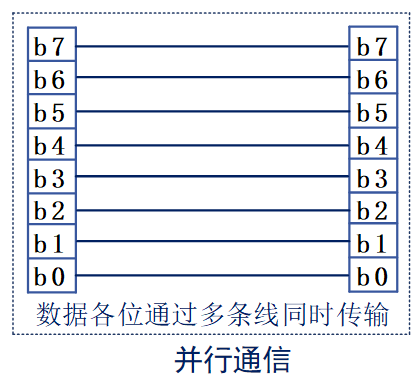 b7 b7
b6 b6
b5 b5
b4 b4
b3 b3
b2 b2
b1 b1
b0 b0
数据各位通过多条线同时传输
并行通信